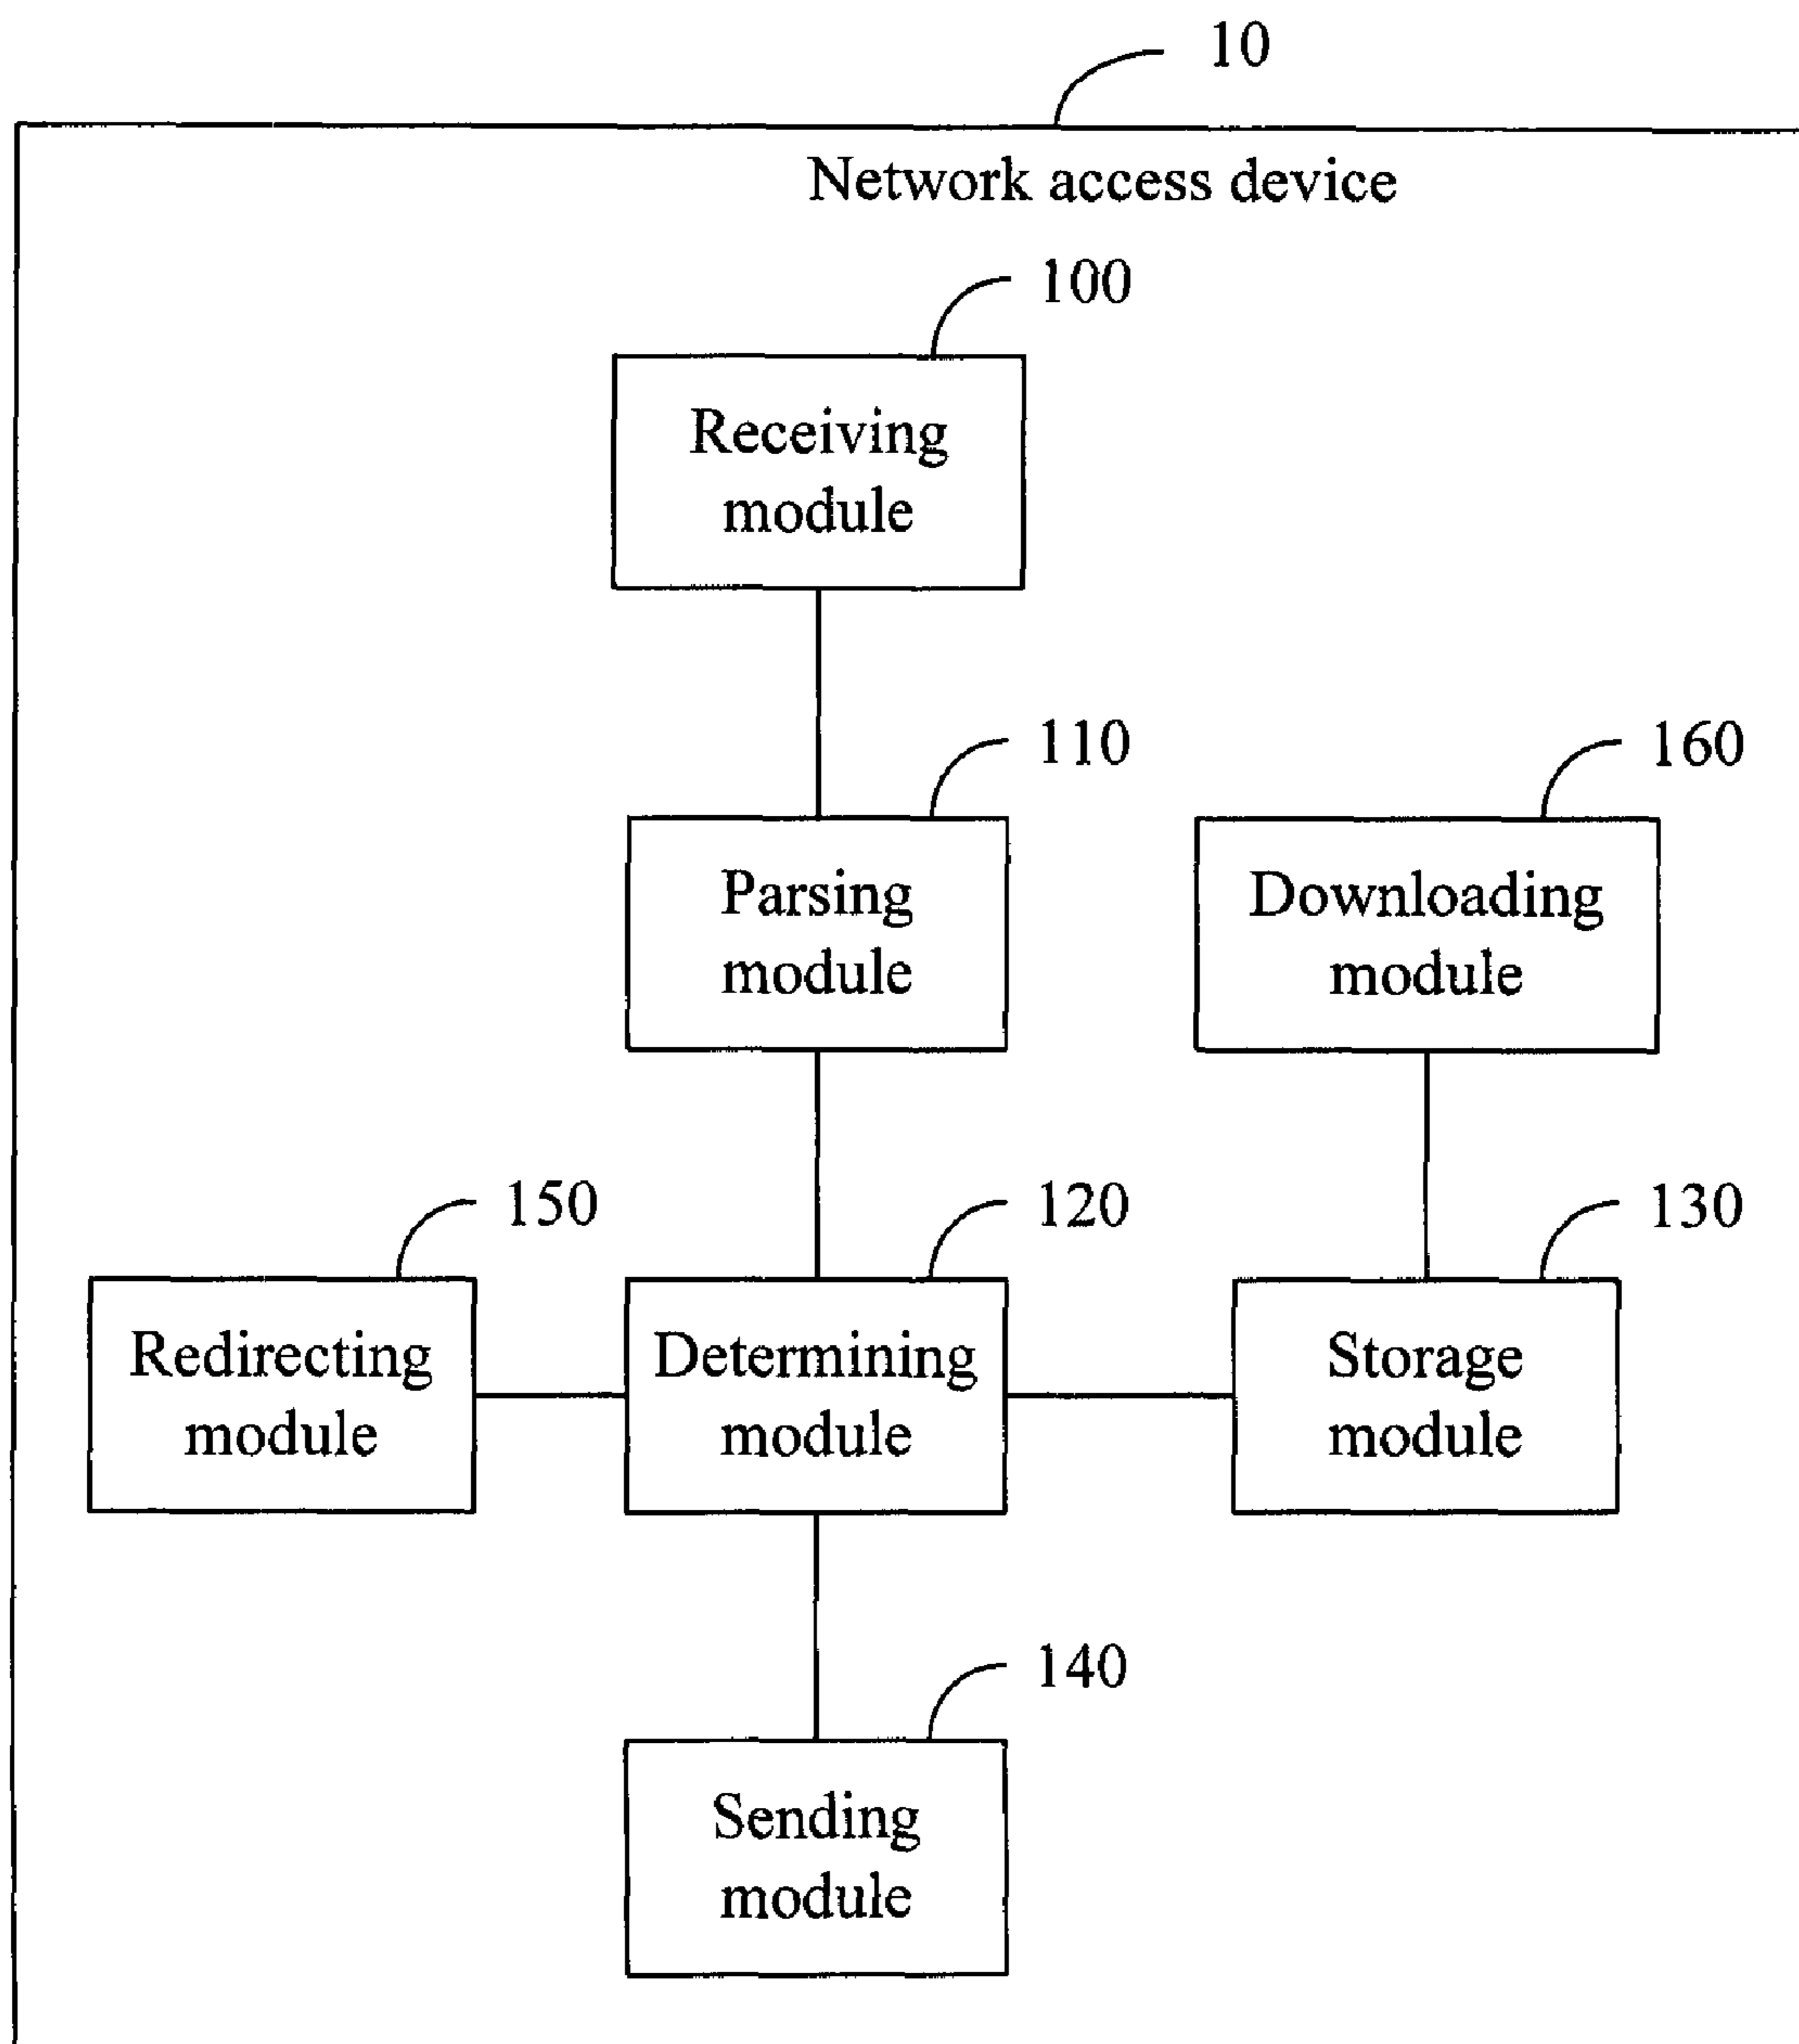 10
Network access device
100
Receiving
module
110
160
Parsing
module
Downloading
module
150
120
130
Redirecting
module
Determining
module
Storage
module
140
Sending
module